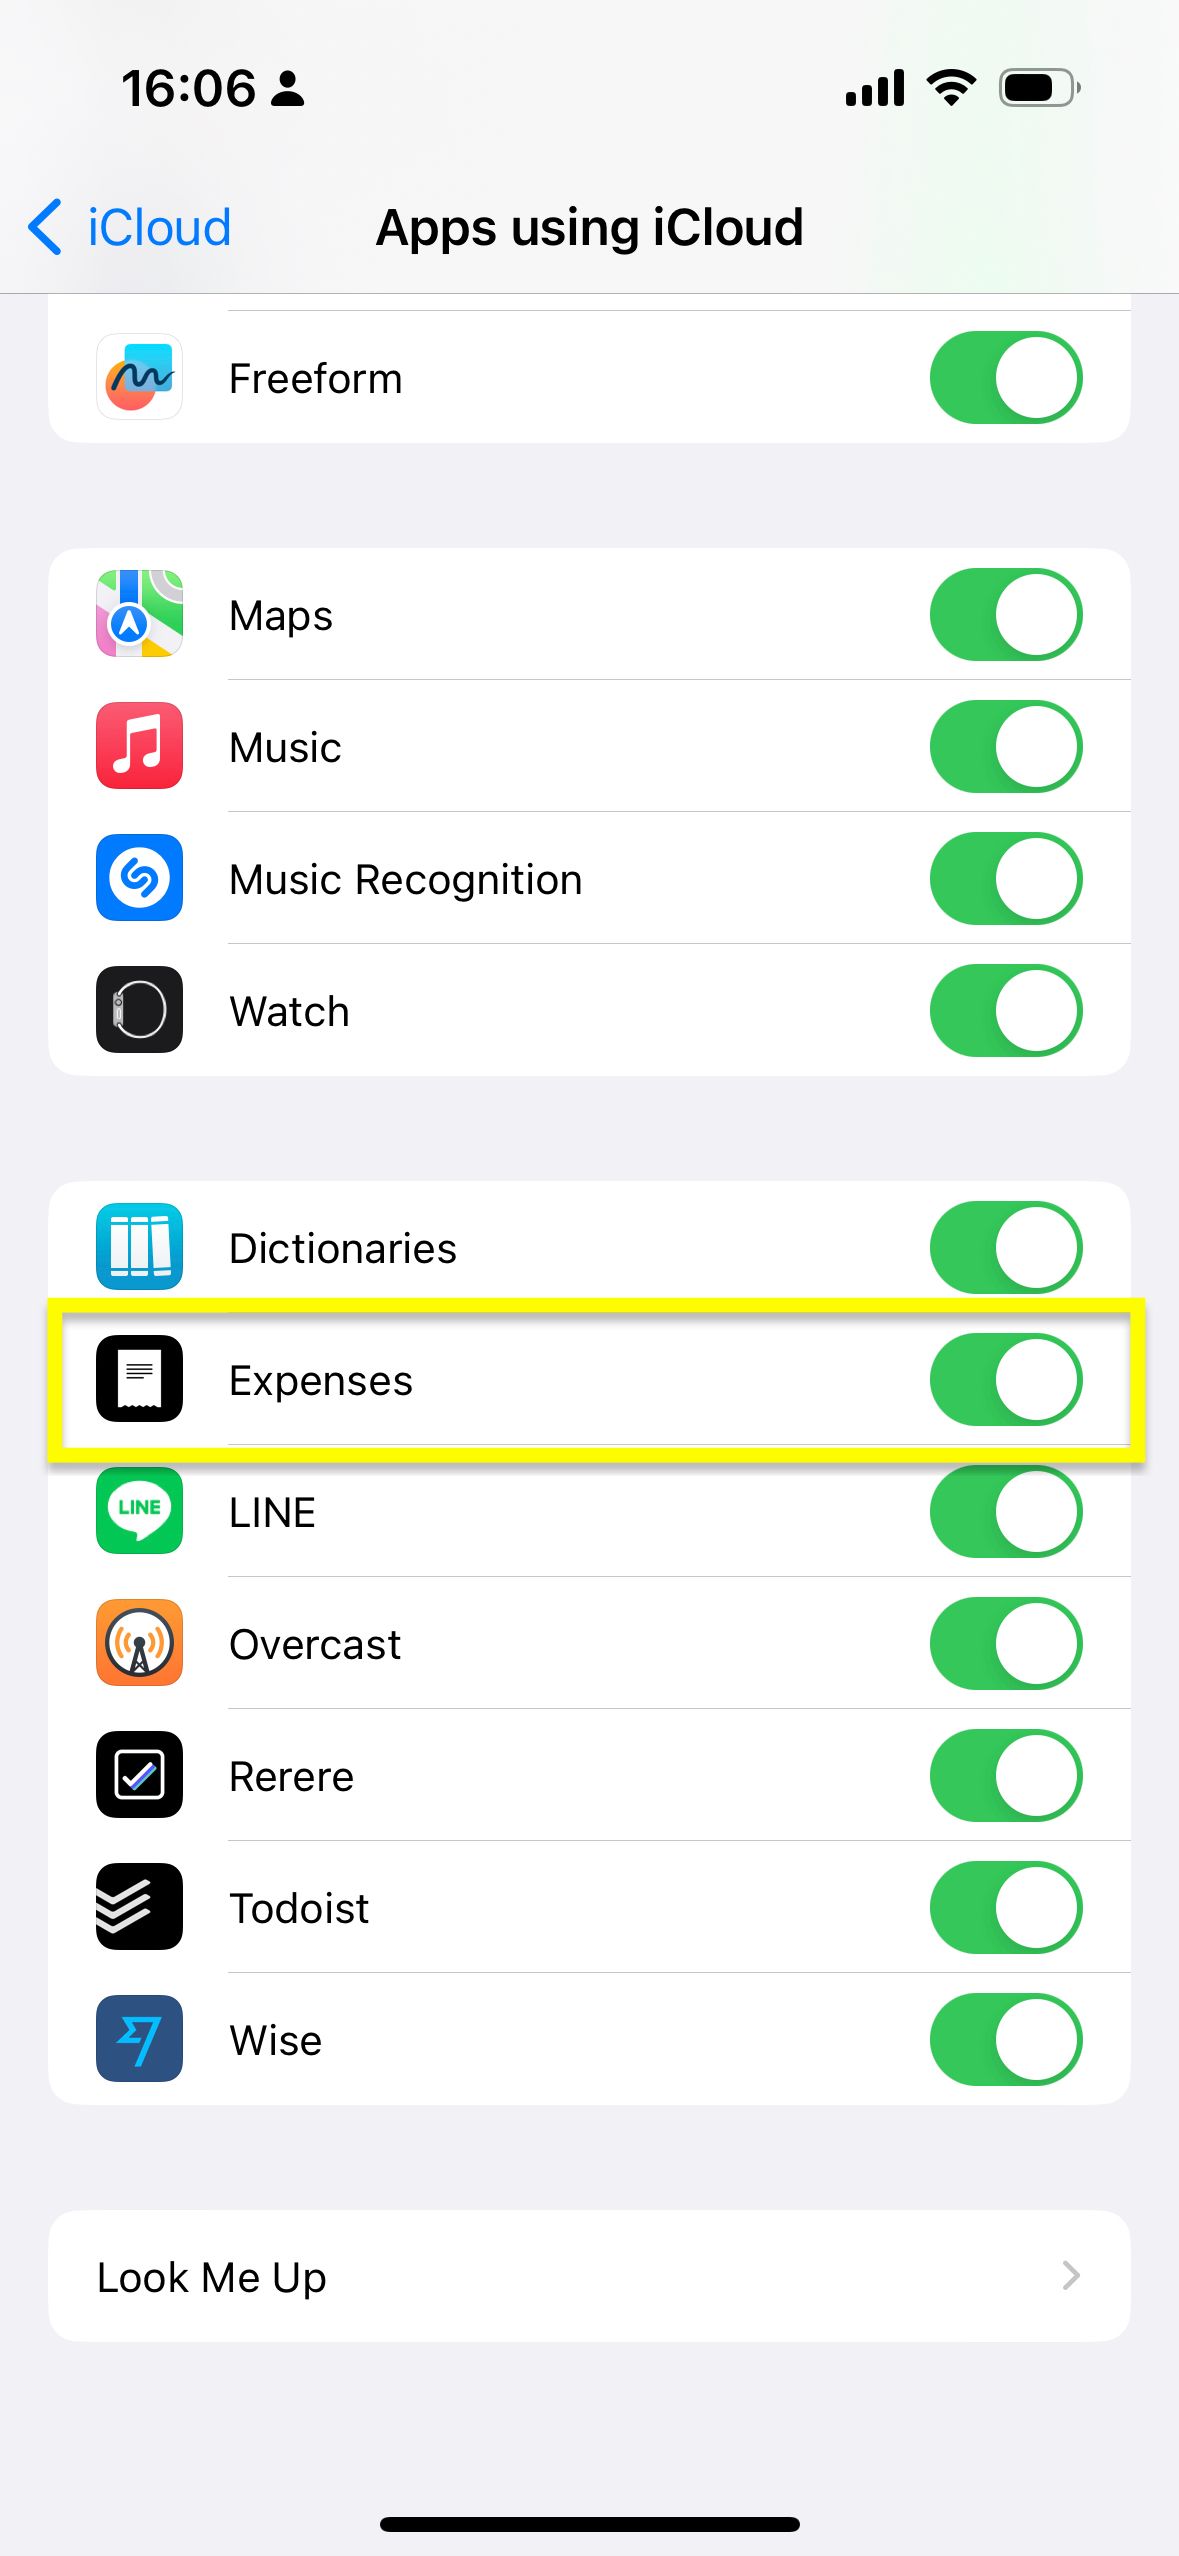 16:06
iCloud
Apps using iCloud
Freeform
Maps
Music
Music Recognition
Watch
Dictionaries
Expenses
LINE
LINE
Overcast
Rerere
Todoist
Wise
Look Me Up